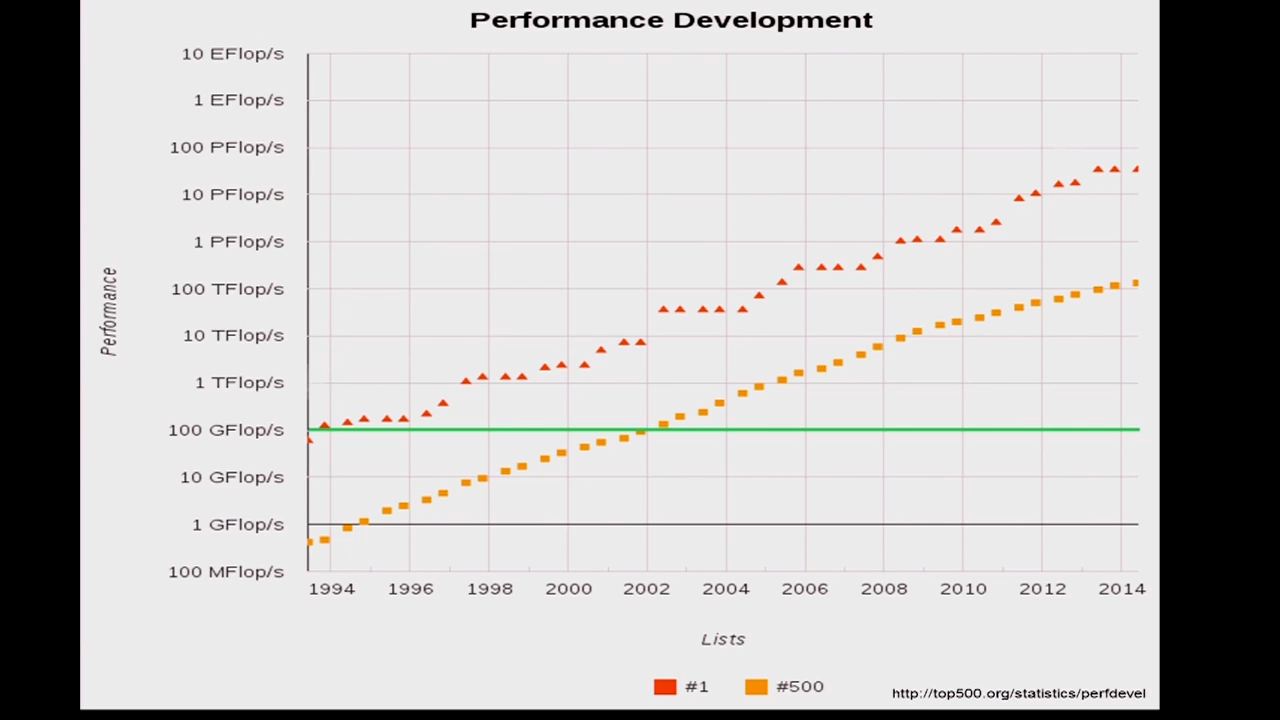 Performance Development
10 EFlop/s
1 EFlop/s
100 PFlop/s
10 PFlop/s
1 PFlop/s
100 TFlop/s
10 TFlop/s
1 TFlop/s
100 GFlop/s
10 GFlop/s
1 GFlop/s
100 MFlop/s
Performance
1994 1996 1998 2000 2002 2004 2006 2008 2010 2012 2014
Lists
#1 #500
http://top500.org/statistics/perfdevel